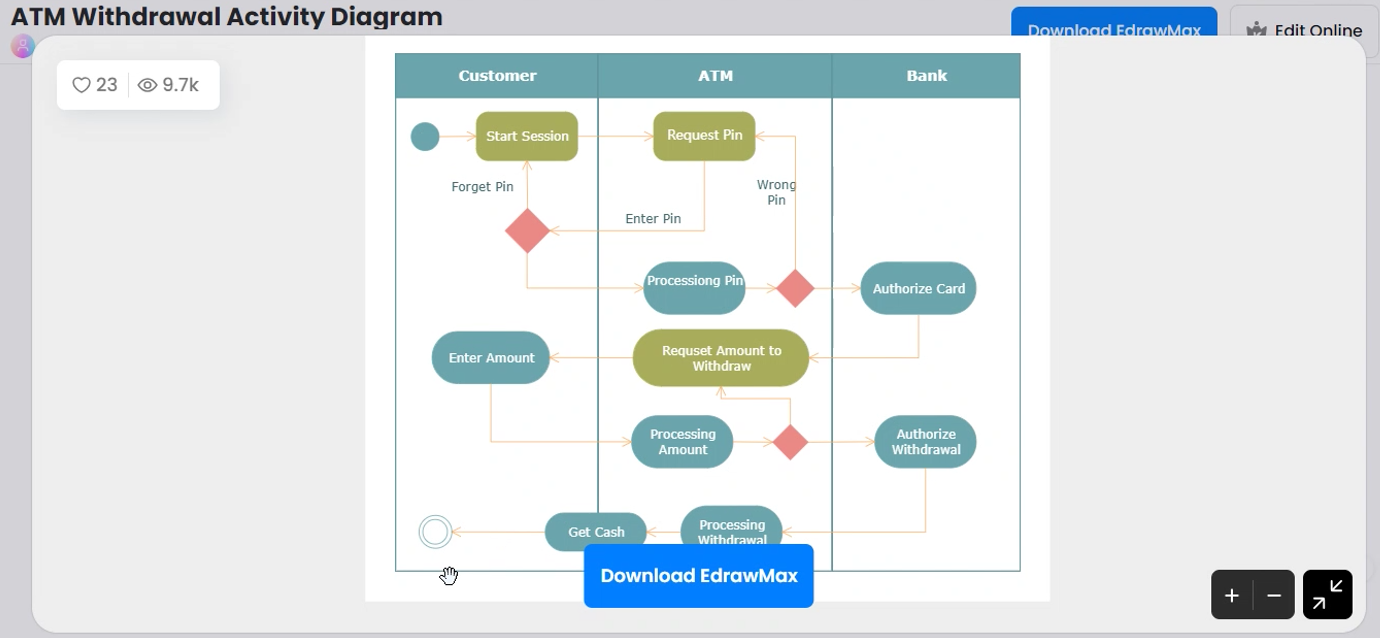 ATM Withdrawal Activity Diagram
Download EdrawMax
Edit Online
23
9.7k
Customer
ATM
Bank
Start Session
Request Pin
Forget Pin
Wrong
Pin
Enter Pin
Processiong Pin
Authorize Card
Enter Amount
Requset Amount to
Withdraw
Processing
Amount
Authorize
Withdrawal
Get Cash
Processing
Withdrawal
Download EdrawMax